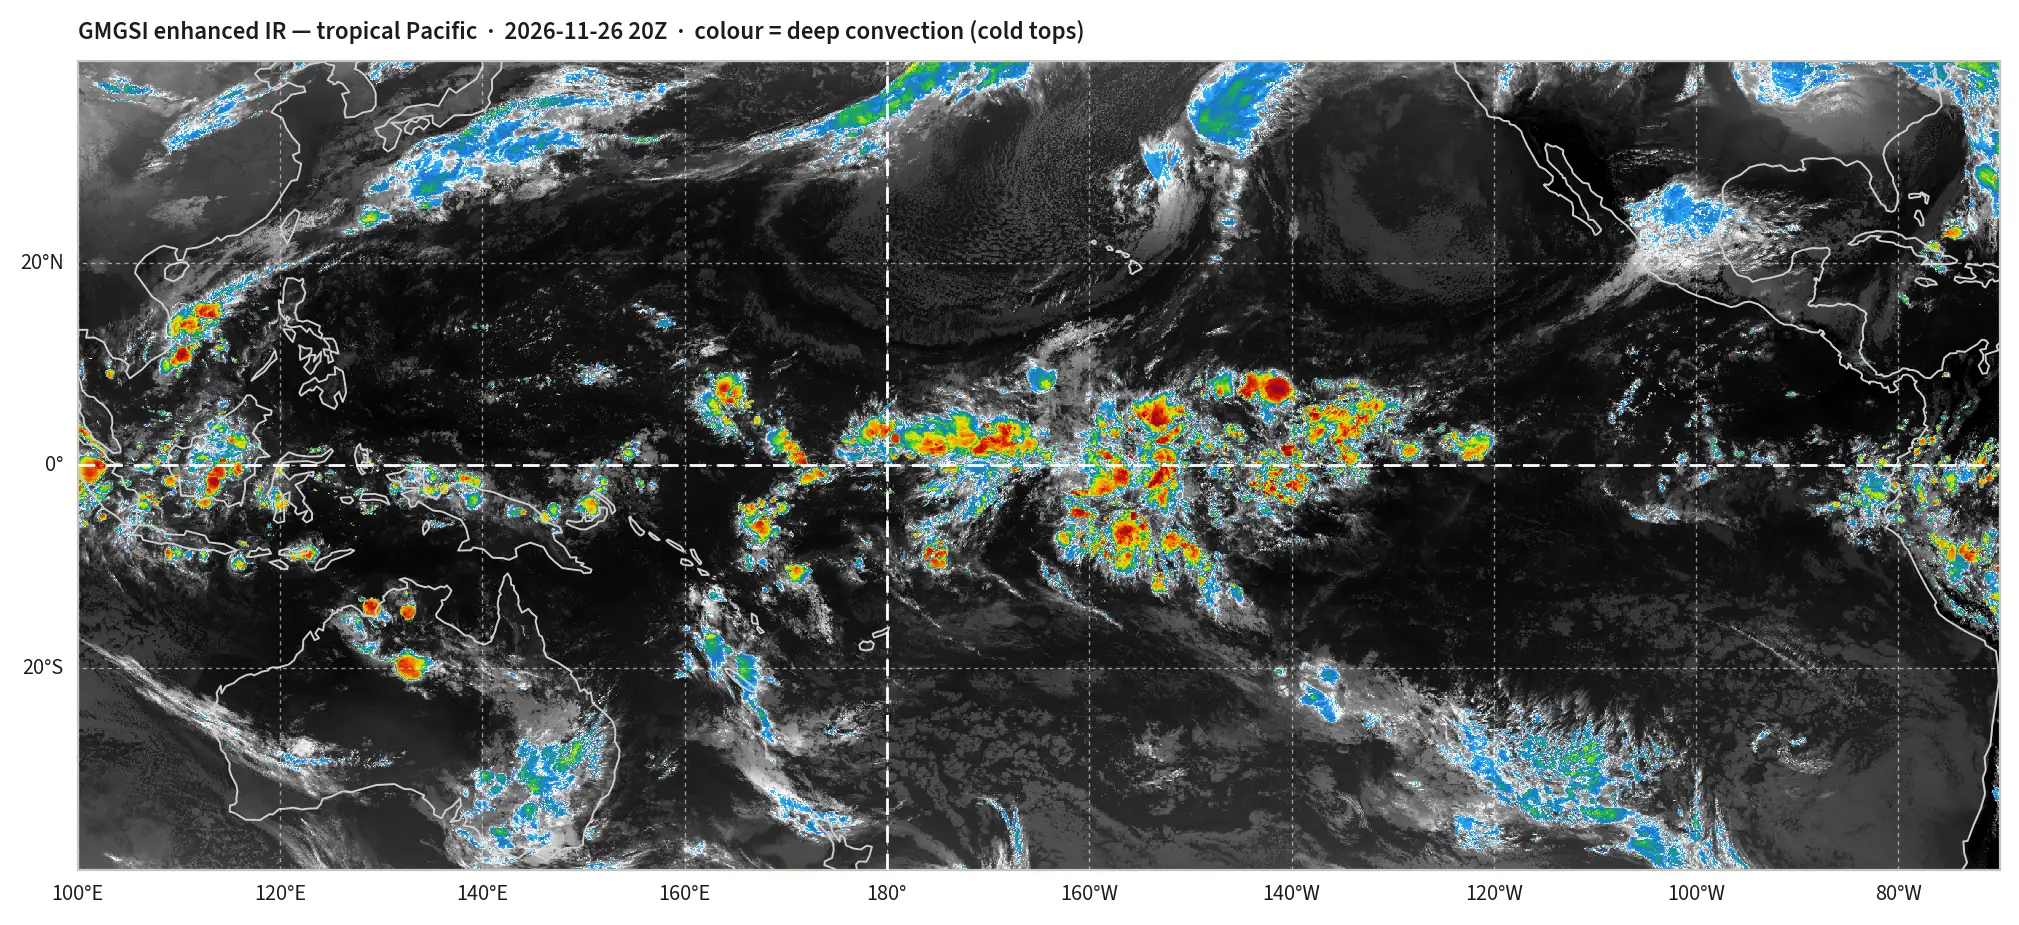 GMGSI enhanced IR — tropical Pacific · 2026-11-26 20Z · colour = deep convection (cold tops)
20°N
0°
20°S
100°E 120°E 140°E 160°E 180° 160°W 140°W 120°W 100°W 80°W